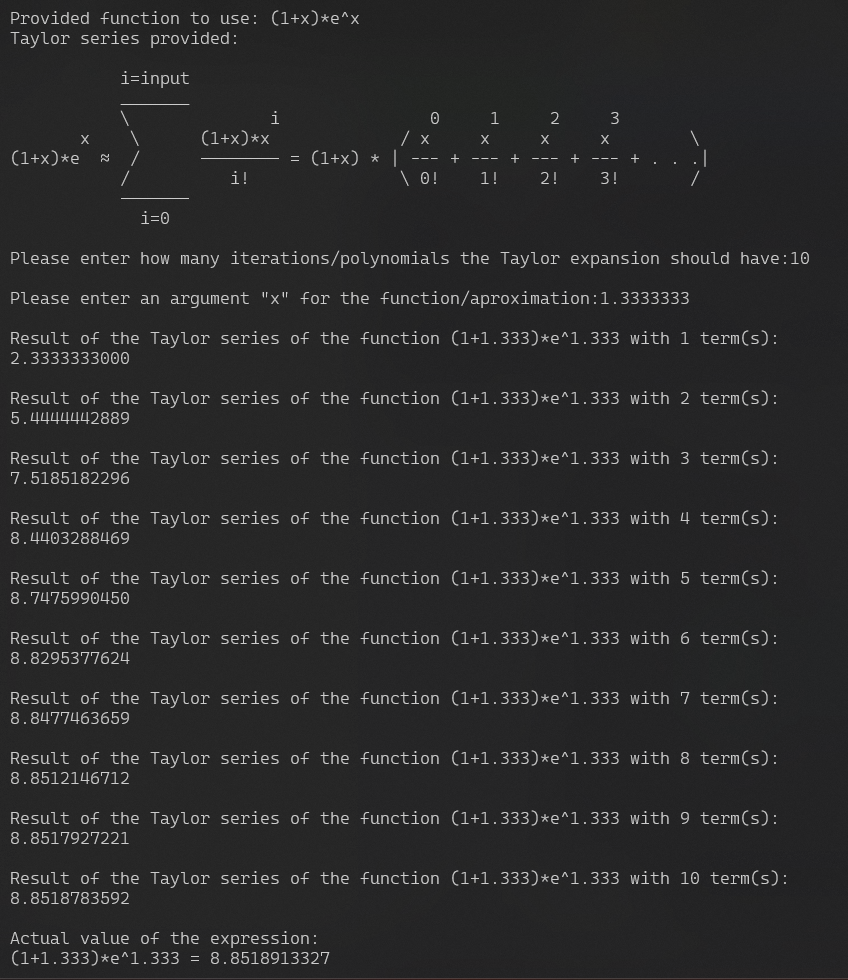 Provided function to use: (1+x)*e^x
Taylor series provided:
           i=input
           _______
           \              i               0     1     2     3
       x    \      (1+x)*x             / x     x     x     x        \
(1+x)*e  ≈  /      ──────── = (1+x) * | --- + --- + --- + --- + . . .|
           /          i!               \ 0!    1!    2!    3!       /
           ───────
             i=0
Please enter how many iterations/polynomials the Taylor expansion should have:10
Please enter an argument "x" for the function/aproximation:1.3333333
Result of the Taylor series of the function (1+1.333)*e^1.333 with 1 term(s):
2.3333333000
Result of the Taylor series of the function (1+1.333)*e^1.333 with 2 term(s):
5.4444442889
Result of the Taylor series of the function (1+1.333)*e^1.333 with 3 term(s):
7.5185182296
Result of the Taylor series of the function (1+1.333)*e^1.333 with 4 term(s):
8.4403288469
Result of the Taylor series of the function (1+1.333)*e^1.333 with 5 term(s):
8.7475990450
Result of the Taylor series of the function (1+1.333)*e^1.333 with 6 term(s):
8.8295377624
Result of the Taylor series of the function (1+1.333)*e^1.333 with 7 term(s):
8.8477463659
Result of the Taylor series of the function (1+1.333)*e^1.333 with 8 term(s):
8.8512146712
Result of the Taylor series of the function (1+1.333)*e^1.333 with 9 term(s):
8.8517927221
Result of the Taylor series of the function (1+1.333)*e^1.333 with 10 term(s):
8.8518783592
Actual value of the expression:
(1+1.333)*e^1.333 = 8.8518913327